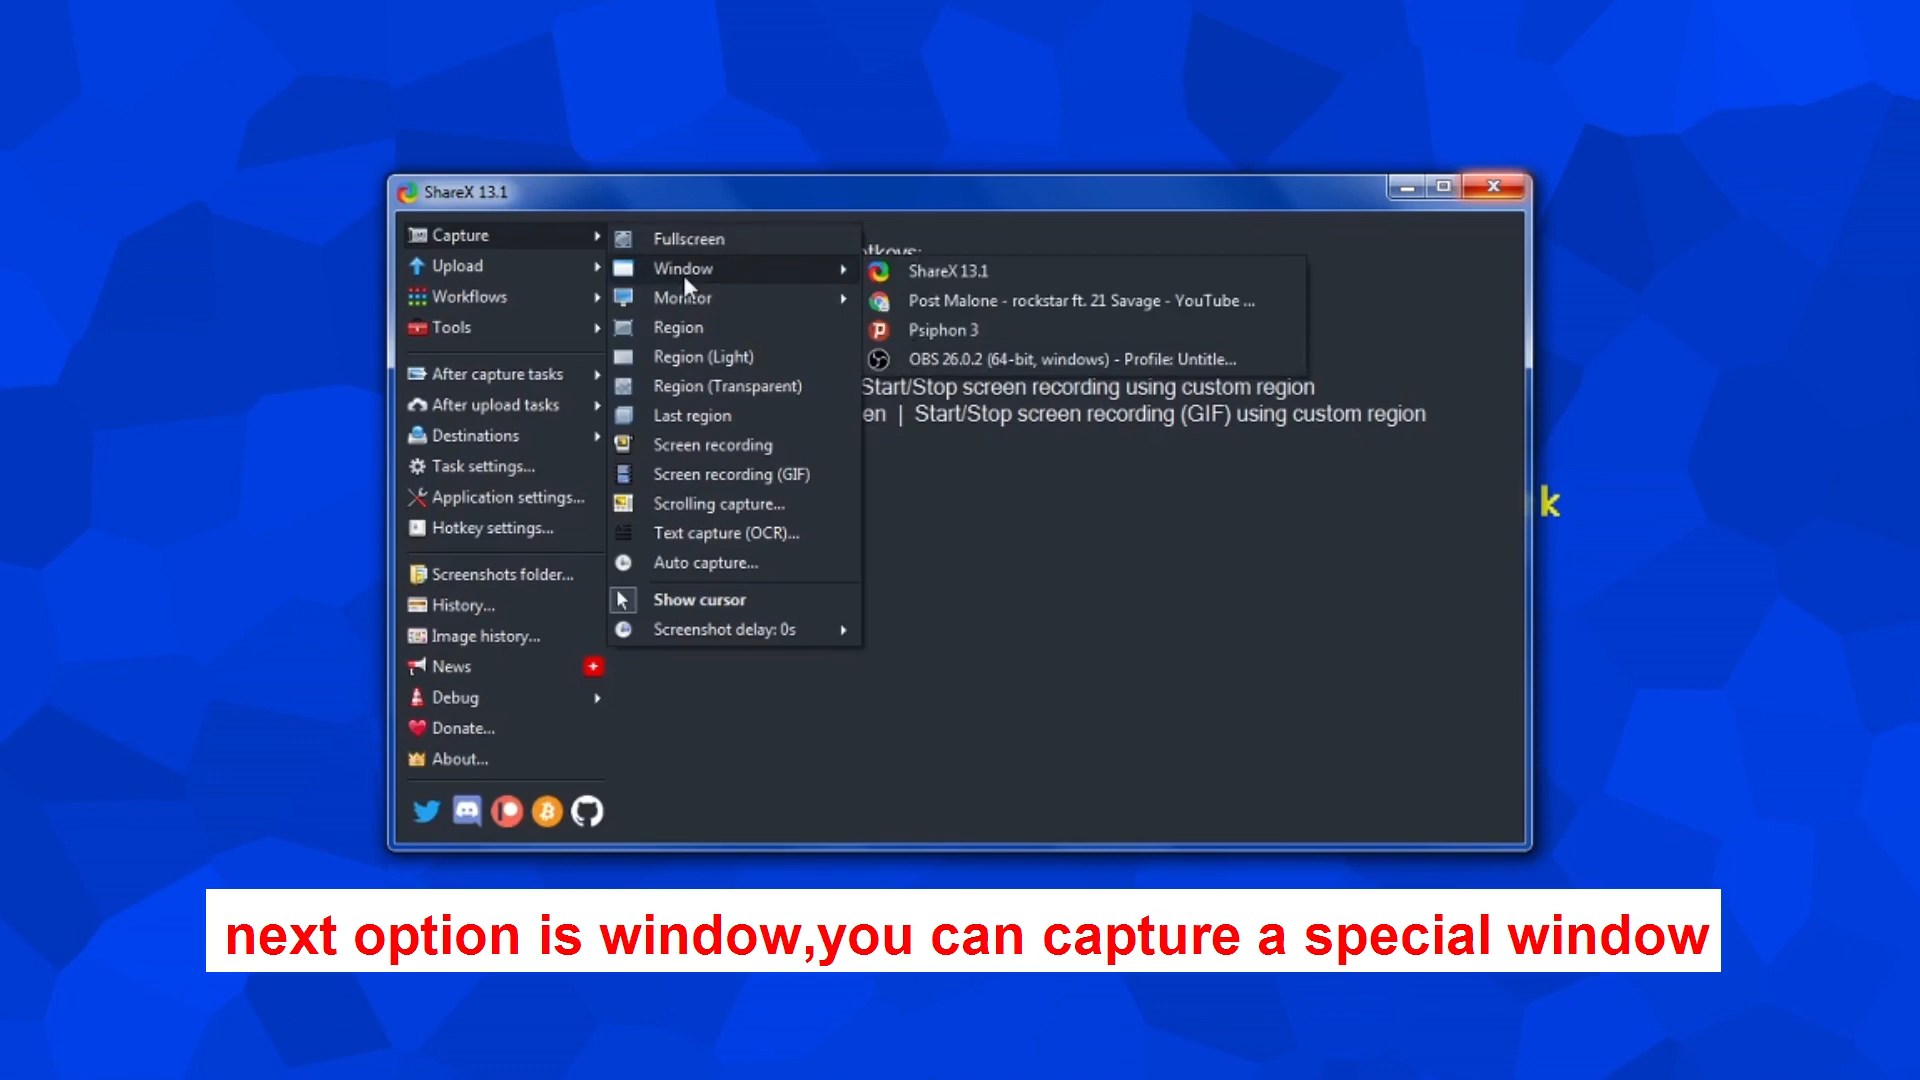 ShareX 13.1
Capture
Upload
Workflows
Tools
After capture tasks
After upload tasks
Destinations
Task settings...
Application settings...
Hotkey settings...
Screenshots folder...
History...
Image history...
News
Debug
Donate...
About...
Fullscreen
Window
Monitor
Region
Region (Light)
Region (Transparent)
Last region
Screen recording
Screen recording (GIF)
Scrolling capture...
Text capture (OCR)...
Auto capture...
Show cursor
Screenshot delay: 0s
ShareX 13.1
Post Malone - rockstar ft. 21 Savage - YouTube ...
Psiphon 3
OBS 26.0.2 (64-bit, windows) - Profile: Untitle...
Start/Stop screen recording using custom region
en | Start/Stop screen recording (GIF) using custom region
k
next option is window,you can capture a special window